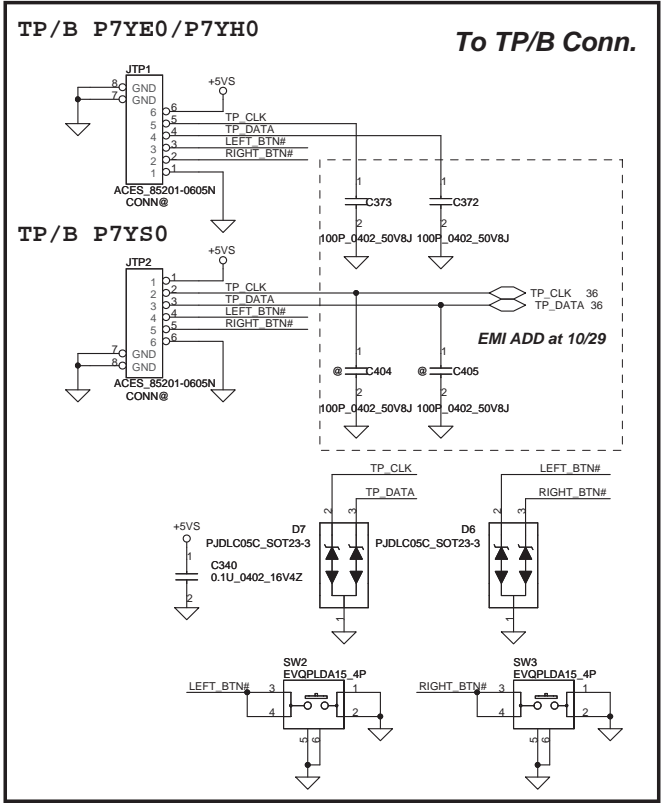 TP/B P7YE0/P7YH0
To TP/B Conn.
JTP1
+5VS
8 GND
7 GND
6 6
5 5 TP_CLK
4 4 TP_DATA
3 3 LEFT_BTN#
2 2 RIGHT_BTN#
1 1
ACES_85201-0605N
CONN@
1 C373 2
100P_0402_50V8J
1 C372 2
100P_0402_50V8J
TP/B P7YS0
JTP2
+5VS
1 1
2 2 TP_CLK
3 3 TP_DATA
4 4 LEFT_BTN#
5 5 RIGHT_BTN#
6 6
7 GND
8 GND
ACES_85201-0605N
CONN@
TP_CLK 36
TP_DATA 36
EMI ADD at 10/29
1 @ C404 2
100P_0402_50V8J
1 @ C405 2
100P_0402_50V8J
+5VS
1
C340
0.1U_0402_16V4Z
2
TP_CLK
TP_DATA
2 3
D7
PJDLC05C_SOT23-3
1
LEFT_BTN#
RIGHT_BTN#
2 3
D6
PJDLC05C_SOT23-3
1
SW2
EVQPLDA15_4P
LEFT_BTN# 3 1
4 2
5 6
SW3
EVQPLDA15_4P
RIGHT_BTN# 3 1
4 2
5 6